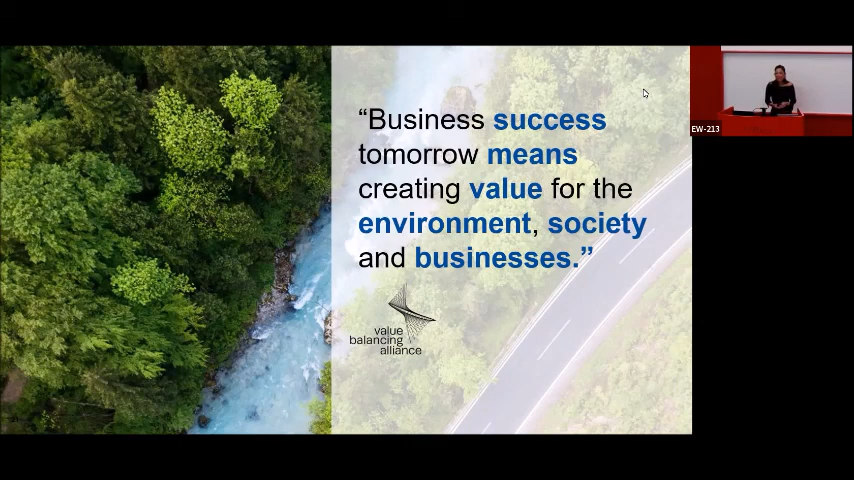 “Business success
tomorrow means
creating value for the
environment, society
and businesses.”
value
balancing
alliance
EW-213